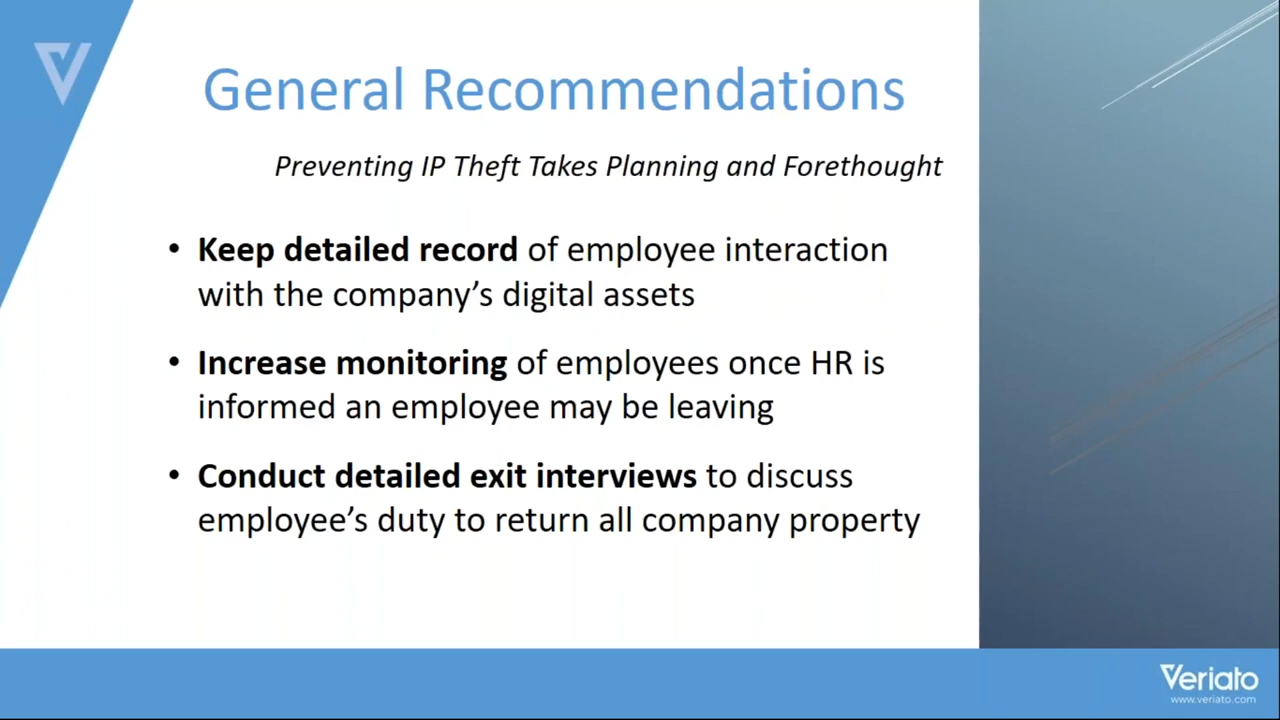 General Recommendations
Preventing IP Theft Takes Planning and Forethought
• Keep detailed record of employee interaction
with the company’s digital assets
• Increase monitoring of employees once HR is
informed an employee may be leaving
• Conduct detailed exit interviews to discuss
employee’s duty to return all company property
Veriato
www.veriato.com